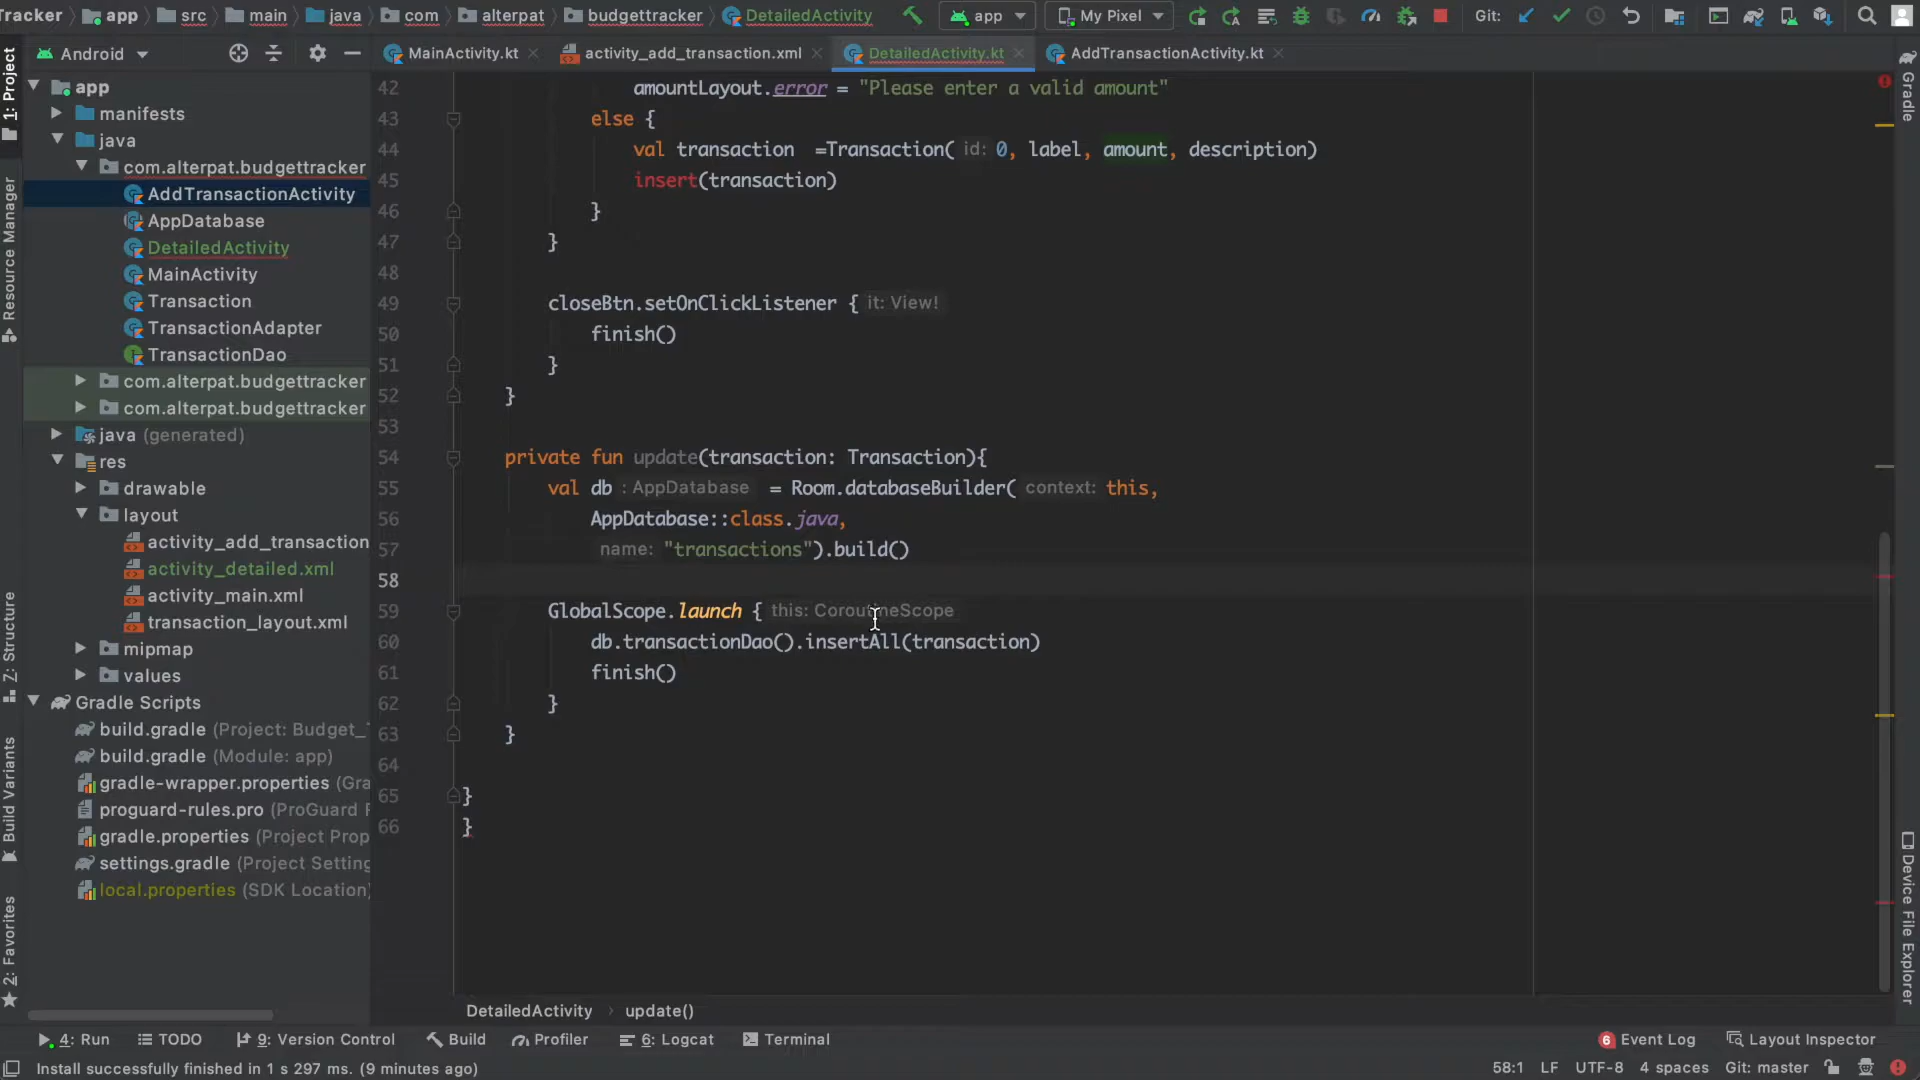 Tracker app src main java com alterpat budgettracker DetailedActivity app My Pixel Git:
1: Project Android MainActivity.kt activity_add_transaction.xml DetailedActivity.kt AddTransactionActivity.kt Gradle
app
manifests
java
com.alterpat.budgettracker
AddTransactionActivity
AppDatabase
DetailedActivity
MainActivity
Transaction
TransactionAdapter
TransactionDao
com.alterpat.budgettracker
com.alterpat.budgettracker
java (generated)
res
drawable
layout
activity_add_transaction
activity_detailed.xml
activity_main.xml
transaction_layout.xml
mipmap
values
Gradle Scripts
build.gradle (Project: Budget_
build.gradle (Module: app)
gradle-wrapper.properties (Gra
proguard-rules.pro (ProGuard
gradle.properties (Project Prop
settings.gradle (Project Setting
local.properties (SDK Location)
Resource Manager
Z: Structure
Build Variants
2: Favorites
42 amountLayout.error = "Please enter a valid amount"
43 else {
44 val transaction =Transaction( id: 0, label, amount, description)
45 insert(transaction)
46 }
47 }
48
49 closeBtn.setOnClickListener { it: View!
50 finish()
51 }
52 }
53
54 private fun update(transaction: Transaction){
55 val db : AppDatabase = Room.databaseBuilder( context: this,
56 AppDatabase::class.java,
57 name: "transactions").build()
58
59 GlobalScope.launch { this: CoroutineScope
60 db.transactionDao().insertAll(transaction)
61 finish()
62 }
63 }
64
65 }
66 }
Device File Explorer
DetailedActivity › update()
4: Run TODO 9: Version Control Build Profiler 6: Logcat Terminal 6 Event Log Layout Inspector
Install successfully finished in 1 s 297 ms. (9 minutes ago) 58:1 LF UTF-8 4 spaces Git: master